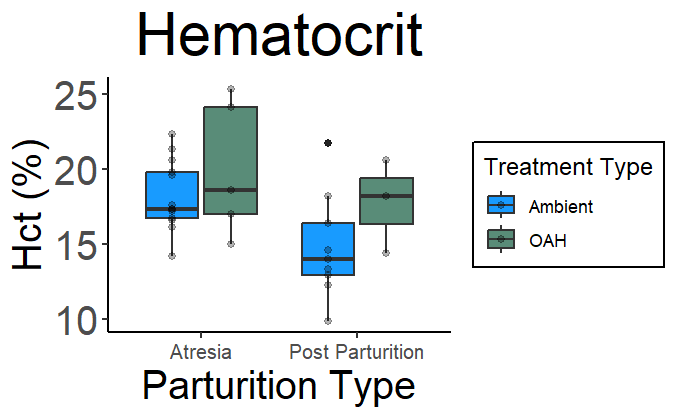 Hematocrit
25
20
15
10
Hct (%)
Atresia
Post Parturition
Parturition Type
Treatment Type
Ambient
OAH